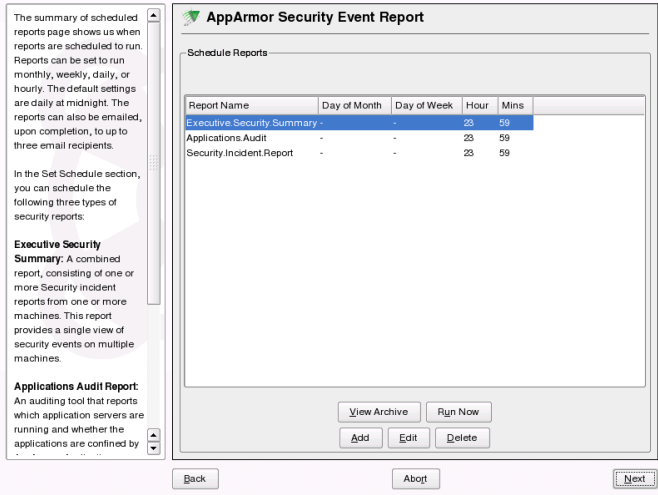 The summary of scheduled
reports page shows us when
reports are scheduled to run.
Reports can be set to run
monthly, weekly, daily, or
hourly. The default settings
are daily at midnight. The
reports can also be emailed,
upon completion, to up to
three email recipients.
In the Set Schedule section,
you can schedule the
following three types of
security reports:
Executive Security
Summary: A combined
report, consisting of one or
more Security incident
reports from one or more
machines. This report
provides a single view of
security events on multiple
machines.
Applications Audit Report:
An auditing tool that reports
which application servers are
running and whether the
applications are confined by
AppArmor Security Event Report
Schedule Reports
Report Name Day of Month Day of Week Hour Mins
Executive.Security.Summary - - 23 59
Applications.Audit - - 23 59
Security.Incident.Report - - 23 59
View Archive Run Now
Add Edit Delete
Back Abort Next